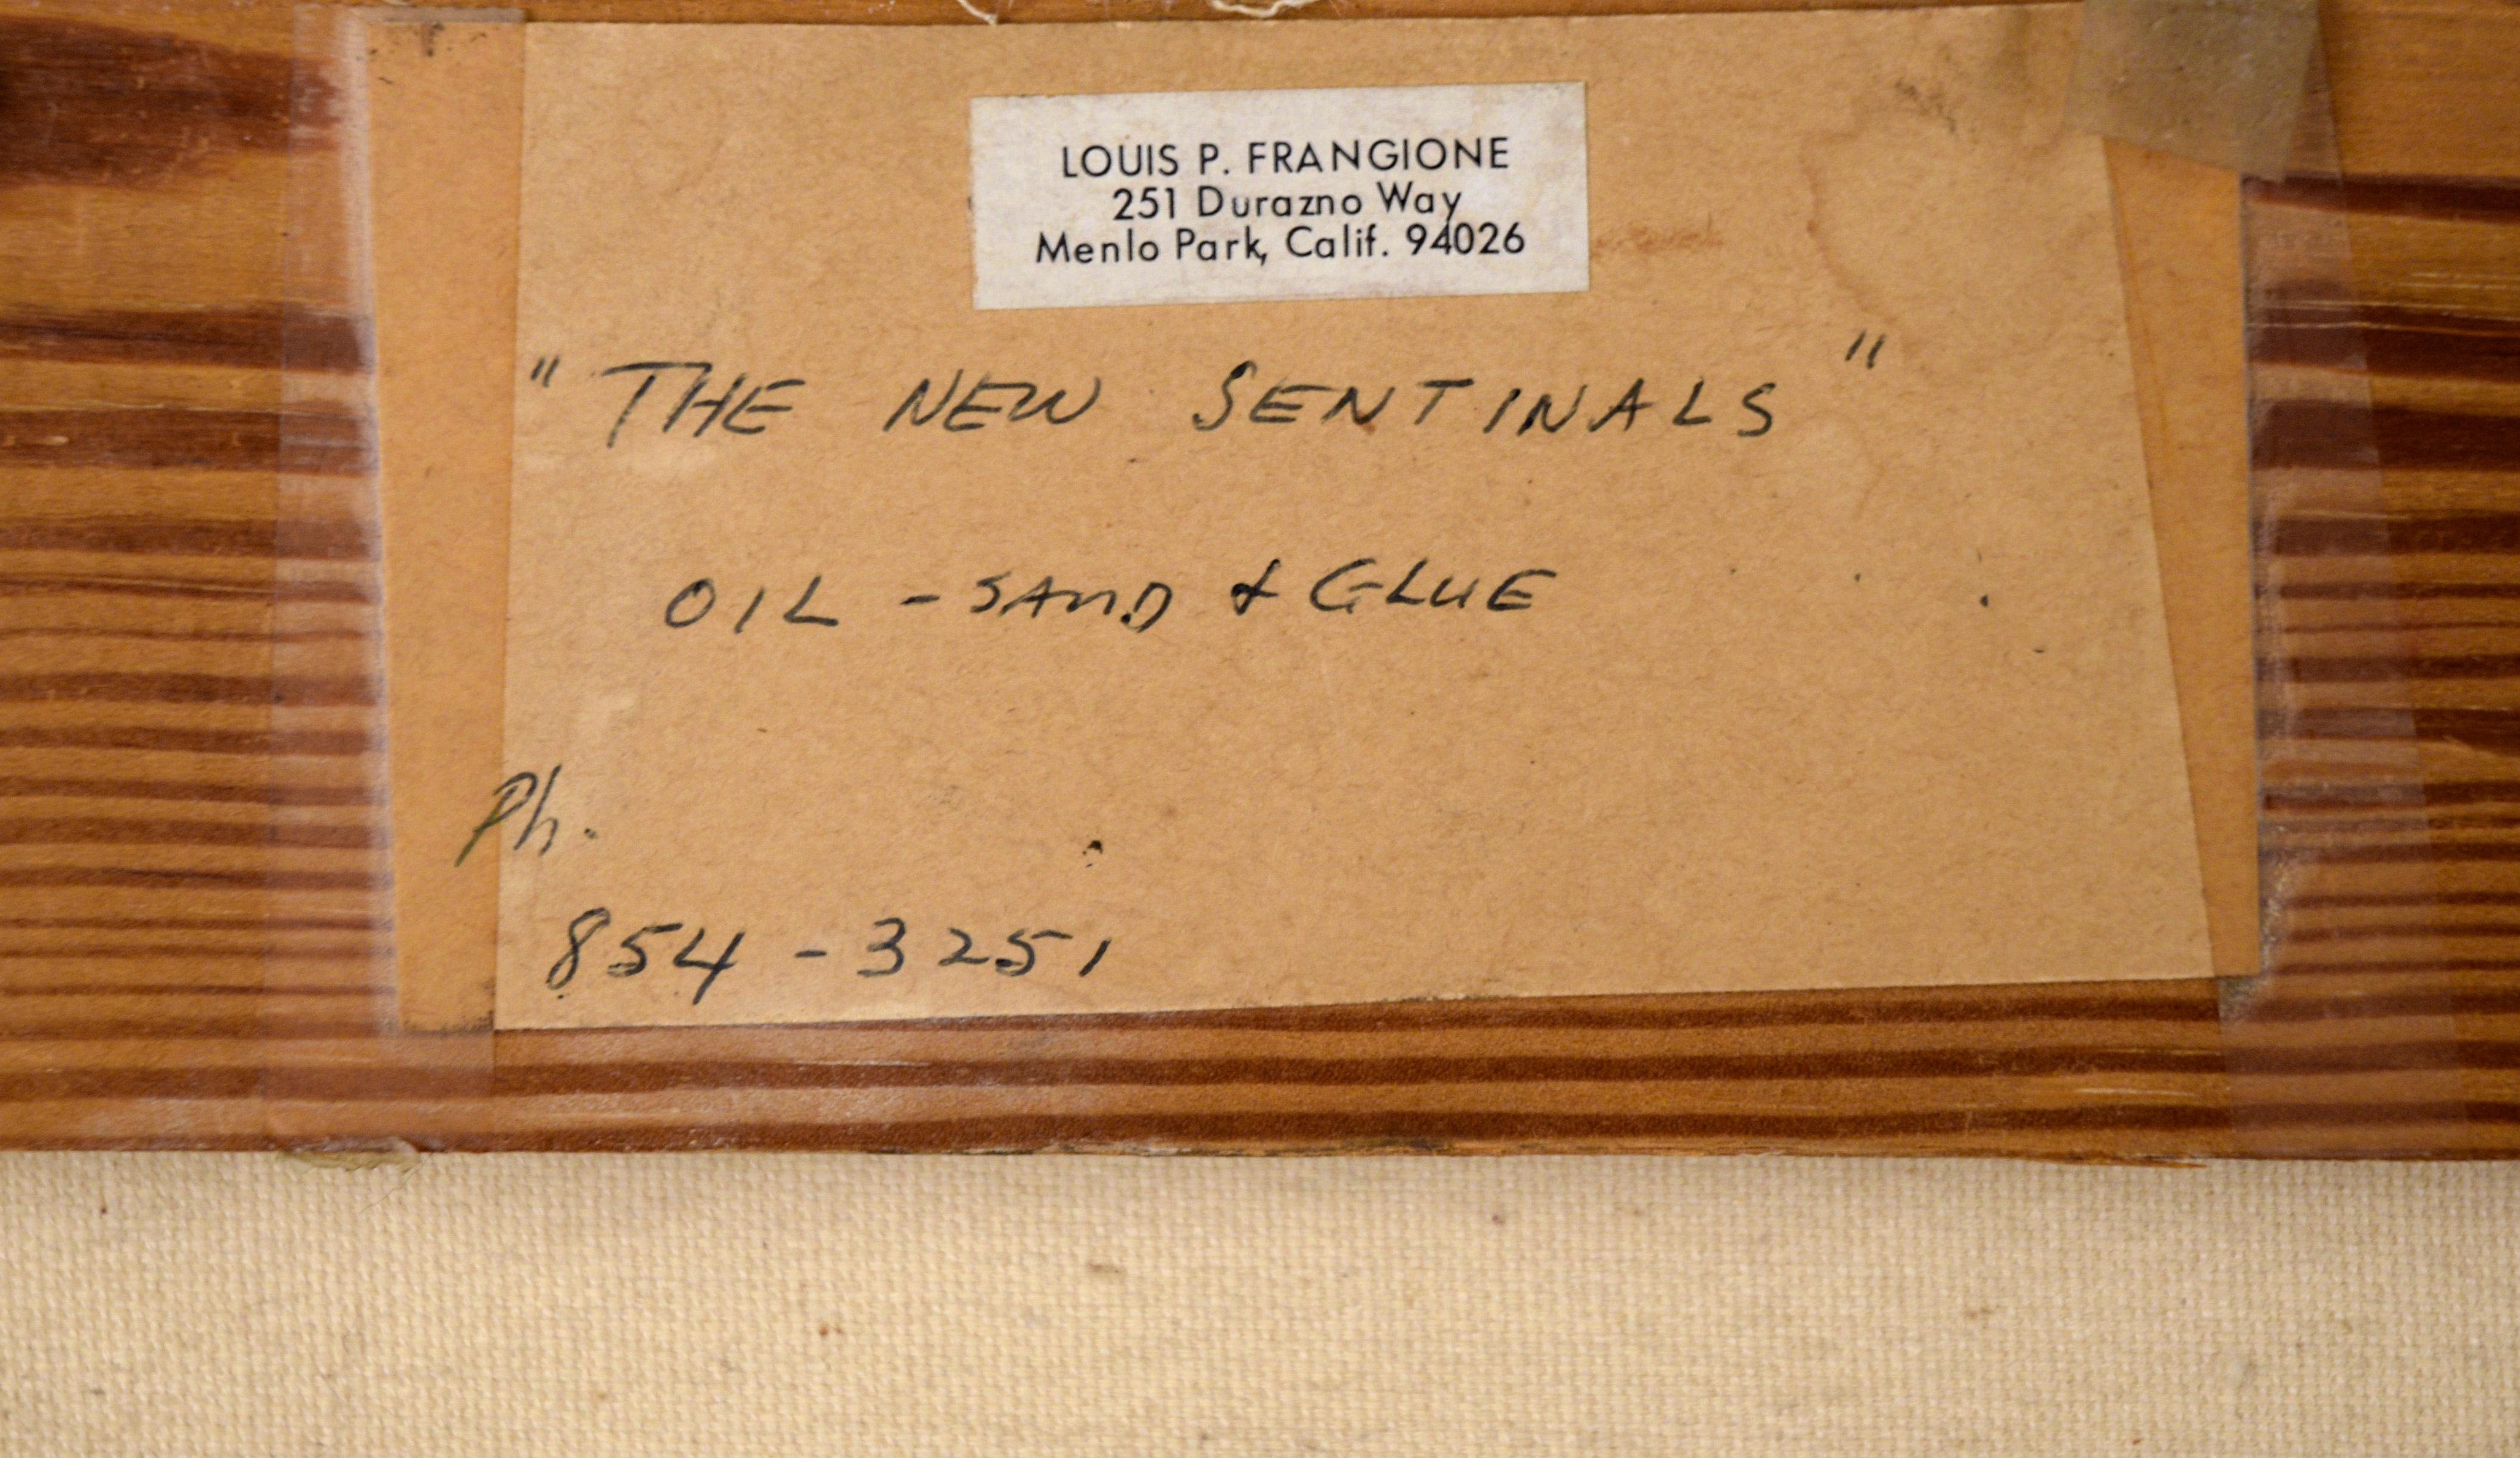 LOUIS P. FRANGIONE
251 Durazno Way
Menlo Park, Calif. 94026
"THE NEW SENTINALS"
OIL - SAND & GLUE
Ph.
854-3251